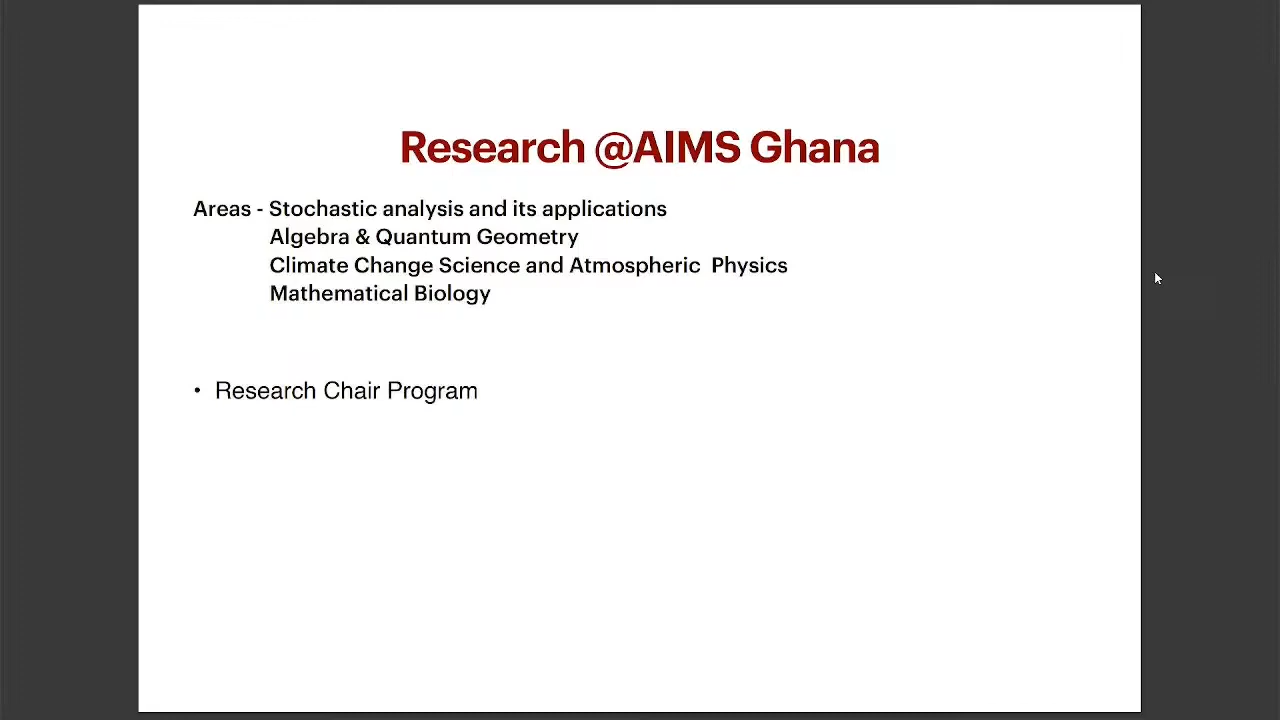 Research @AIMS Ghana
Areas - Stochastic analysis and its applications
Algebra & Quantum Geometry
Climate Change Science and Atmospheric  Physics
Mathematical Biology
• Research Chair Program